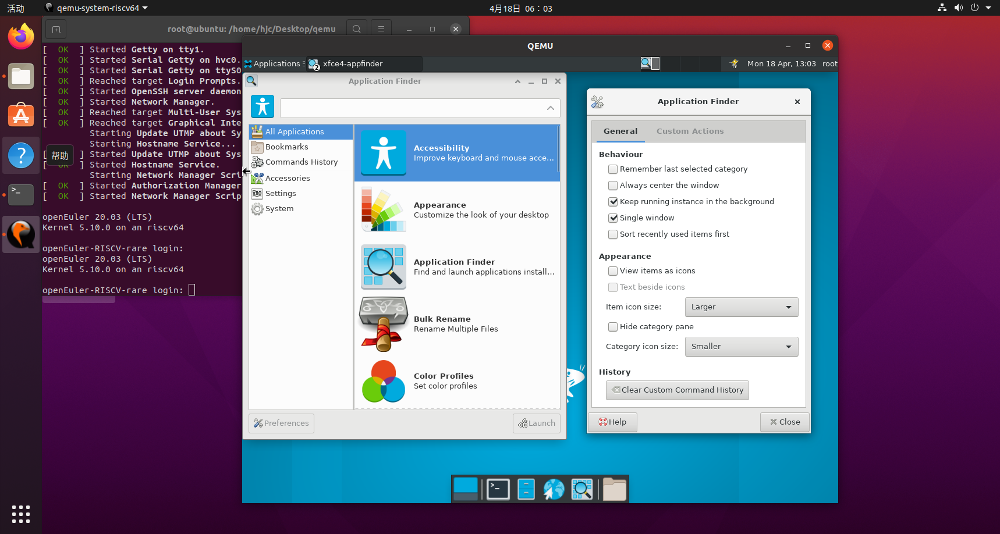 活动
qemu-system-riscv64
4月18日 06：03
root@ubuntu: /home/hjc/Desktop/qemu
[  OK  ] Started Getty on tty1.
[  OK  ] Started Serial Getty on hvc0.
[  OK  ] Started Serial Getty on ttyS0
[  OK  ] Reached target Login Prompts.
[  OK  ] Started OpenSSH server daemon
[  OK  ] Started Network Manager.
[  OK  ] Reached target Multi-User Sys
[  OK  ] Reached target Graphical Inte
Starting Update UTMP about Sy
Starting Hostname Service...
[  OK  ] Started Update UTMP about Sys
[  OK  ] Started Hostname Service.
Starting Network Manager Scri
[  OK  ] Started Authorization Manager
[  OK  ] Started Network Manager Scrip
openEuler 20.03 (LTS)
Kernel 5.10.0 on an riscv64
openEuler-RISCV-rare login:
openEuler 20.03 (LTS)
Kernel 5.10.0 on an riscv64
openEuler-RISCV-rare login:
帮助
QEMU
Applications
2
xfce4-appfinder
Mon 18 Apr, 13:03
root
Application Finder
All Applications
Bookmarks
Commands History
Accessories
Settings
System
Accessibility
Improve keyboard and mouse acce...
Appearance
Customize the look of your desktop
Application Finder
Find and launch applications install...
Bulk Rename
Rename Multiple Files
Color Profiles
Set color profiles
Preferences
Launch
Application Finder
General
Custom Actions
Behaviour
Remember last selected category
Always center the window
Keep running instance in the background
Single window
Sort recently used items first
Appearance
View items as icons
Text beside icons
Item icon size:
Larger
Hide category pane
Category icon size:
Smaller
History
Clear Custom Command History
Help
Close